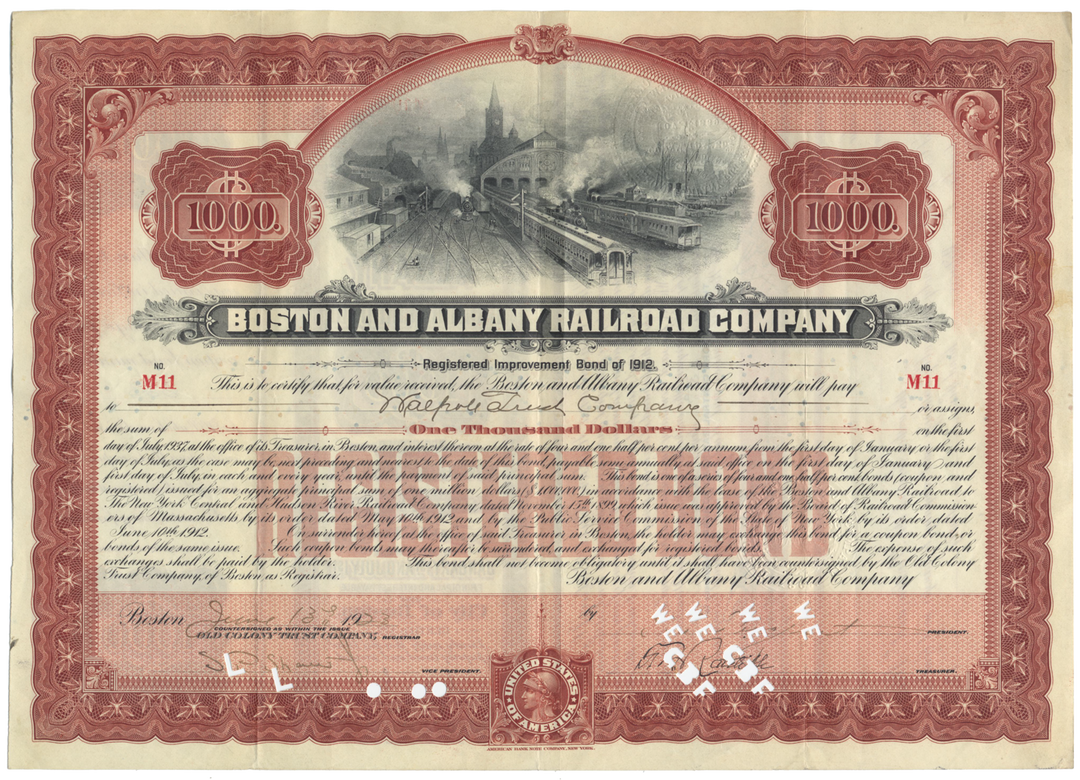 1000. 1000.
BOSTON AND ALBANY RAILROAD COMPANY
Registered Improvement Bond of 1912.
NO. NO.
M11 M11
This is to certify that, for value received, the Boston and Albany Railroad Company will pay
to Walpole Trust Company or assigns,
the sum of One Thousand Dollars on the first
day of July, 1937, at the office of its Treasurer, in Boston, and interest thereon at the rate of four and one half per cent. per annum from the first day of January or the first
day of July, as the case may be, next preceding and nearest to the date of this bond, payable semi annually at said office on the first day of January and
first day of July, in each and every year, until the payment of said principal sum. This bond is one of a series of four and one half per cent. bonds (coupon and
registered) issued for an aggregate principal sum of one million dollars ($1,000,000) in accordance with the lease of the Boston and Albany Railroad to
The New York Central and Hudson River Railroad Company, dated November 15th 1899, which issue was approved by the Board of Railroad Commission-
ers of Massachusetts by its order dated May 10th 1912 and by the Public Service Commission of the State of New York by its order dated
June 10th 1912. If surrendered at the office of the Treasurer in Boston, the holder may exchange this bond for a coupon bond, or
bonds of the same issue. Such coupon bonds may thereafter be surrendered and exchanged for registered bonds. The expense of such
exchanges shall be paid by the holder. This bond shall not become obligatory until it shall have been countersigned by the Old Colony
Trust Company, of Boston, as Registrar. Boston and Albany Railroad Company
REGISTERED BOND
Boston 13th 1923 by
COUNTERSIGNED AS WITHIN THE ISSUE
OLD COLONY TRUST COMPANY, REGISTRAR PRESIDENT.
VICE PRESIDENT. TREASURER.
WE WE WE WE
L L
UNITED STATES
OF AMERICA
AMERICAN BANK NOTE COMPANY, NEW YORK.